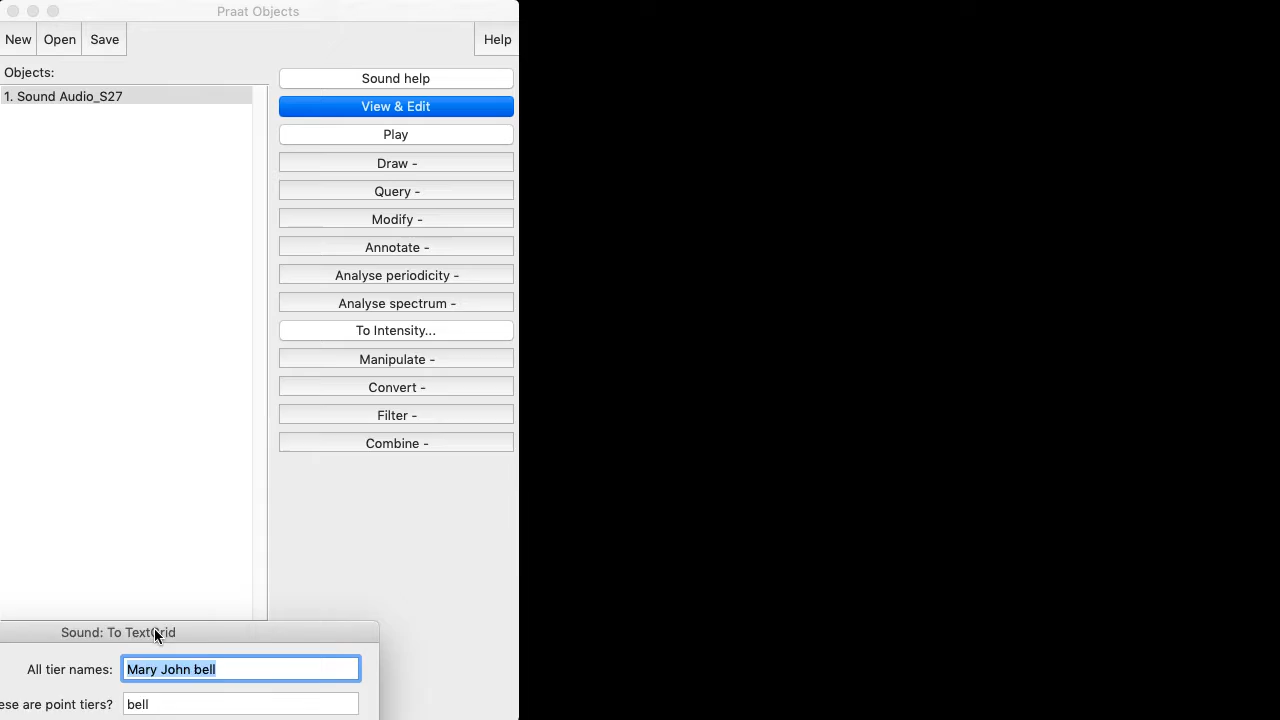 Praat Objects
New
Open
Save
Help
Objects:
1. Sound Audio_S27
Sound help
View & Edit
Play
Draw -
Query -
Modify -
Annotate -
Analyse periodicity -
Analyse spectrum -
To Intensity...
Manipulate -
Convert -
Filter -
Combine -
Sound: To TextGrid
All tier names:
Mary John bell
are point tiers?
bell